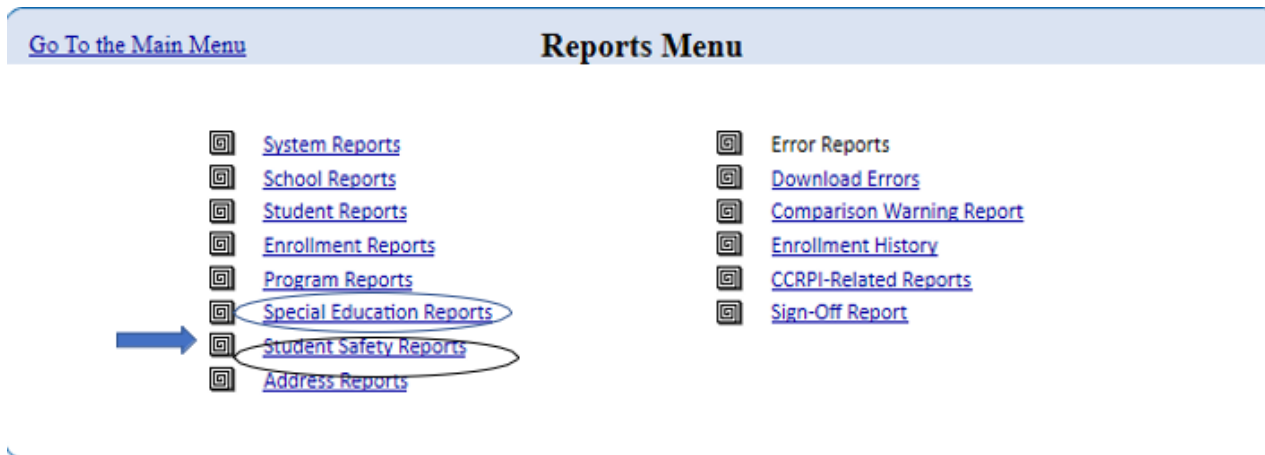 Go To the Main Menu
Reports Menu
System Reports
School Reports
Student Reports
Enrollment Reports
Program Reports
Special Education Reports
Student Safety Reports
Address Reports
Error Reports
Download Errors
Comparison Warning Report
Enrollment History
CCRPI-Related Reports
Sign-Off Report